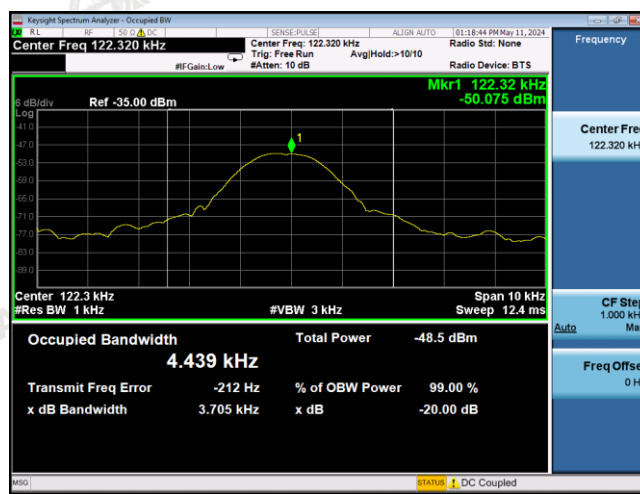 Keysight Spectrum Analyzer - Occupied BW
RL RF 50 Ω DC SENSE:PULSE ALIGN AUTO 01:18:44 PM May 11, 2024
Center Freq 122.320 kHz Center Freq: 122.320 kHz Radio Std: None Frequency
Trig: Free Run Avg|Hold:>10/10
#IFGain:Low #Atten: 10 dB Radio Device: BTS
Mkr1 122.32 kHz
6 dB/div Ref -35.00 dBm -50.075 dBm
Log
-41.0
1
-47.0
-53.0
-59.0
-65.0
-71.0
-77.0
-83.0
-89.0
Center Fre
122.320 kH
Center 122.3 kHz Span 10 kHz
#Res BW 1 kHz #VBW 3 kHz Sweep 12.4 ms
CF Step
1.000 kH
Auto Ma
Occupied Bandwidth Total Power -48.5 dBm
4.439 kHz
Transmit Freq Error -212 Hz % of OBW Power 99.00 %
x dB Bandwidth 3.705 kHz x dB -20.00 dB
Freq Offse
0 H
MSG STATUS DC Coupled